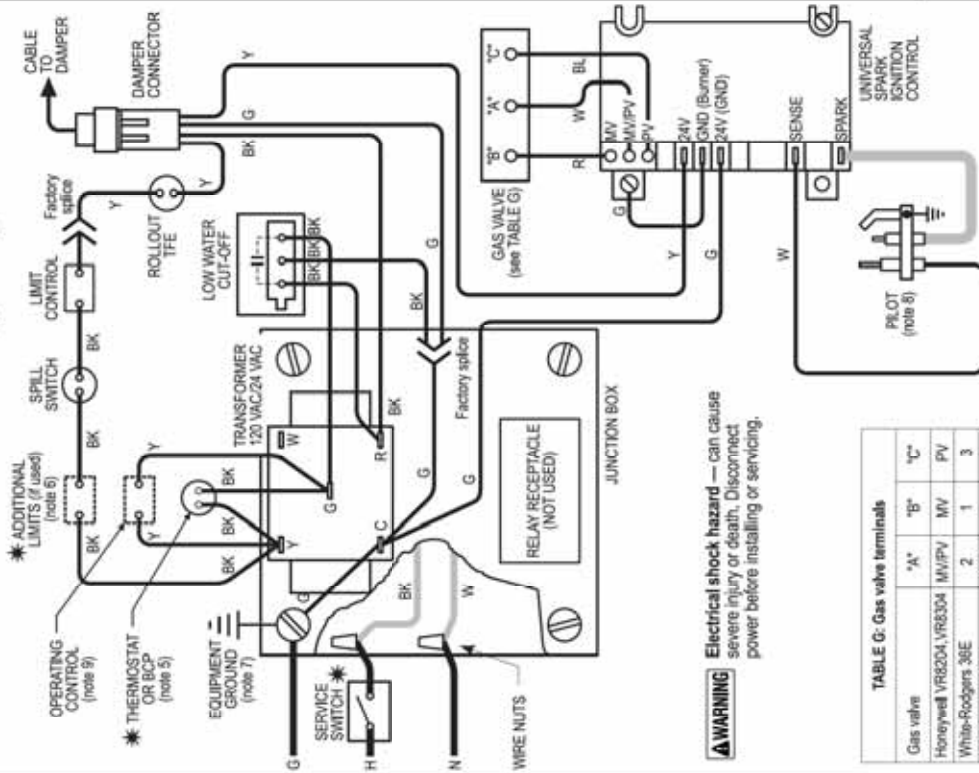 CABLE
TO
DAMPER
DAMPER
CONNECTOR
Y
G
BK
Y
Factory
splice
Y
ROLLOUT
TFE
LIMIT
CONTROL
BK
SPILL
SWITCH
BK
✷ ADDITIONAL
LIMITS (if used)
(note 6)
BK
OPERATING
CONTROL
(note 9)
Y
Y
✷ THERMOSTAT
OR BCP
(note 5)
BK
BK
LOW WATER
CUT-OFF
BK
BK
BK
TRANSFORMER
120 VAC/24 VAC
W
G
Y
R
C
BK
BK
G
Factory splice
G
G
EQUIPMENT
GROUND
(note 7)
G
G
SERVICE
SWITCH ✷
H
N
BK
W
WIRE NUTS
RELAY RECEPTACLE
(NOT USED)
JUNCTION BOX
GAS VALVE
(see TABLE G)
"B"
"A"
"C"
R
W
BL
MV
MV/PV
PV
24V
GND (Burner)
24V (GND)
SENSE
SPARK
G
Y
G
W
UNIVERSAL
SPARK
IGNITION
CONTROL
PILOT
(note 8)
WARNING Electrical shock hazard — can cause
severe injury or death. Disconnect
power before installing or servicing.
TABLE G: Gas valve terminals
Gas valve "A" "B" "C"
Honeywell VR8204, VR8304 MV/PV MV PV
White-Rodgers 36E 2 1 3